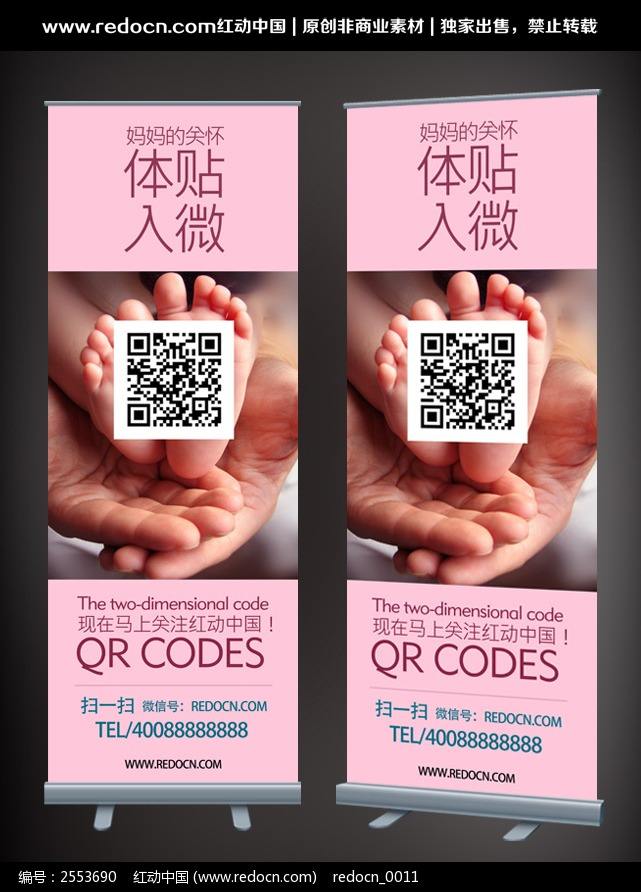 www.redocn.com红动中国 | 原创非商业素材 | 独家出售，禁止转载
妈妈的关怀
体贴
入微
The two-dimensional code
现在马上关注红动中国！
QR CODES
扫一扫 微信号：REDOCN.COM
TEL/40088888888
WWW.REDOCN.COM
妈妈的关怀
体贴
入微
The two-dimensional code
现在马上关注红动中国！
QR CODES
扫一扫 微信号：REDOCN.COM
TEL/40088888888
WWW.REDOCN.COM
编号：2553690 红动中国 (www.redocn.com) redocn_0011